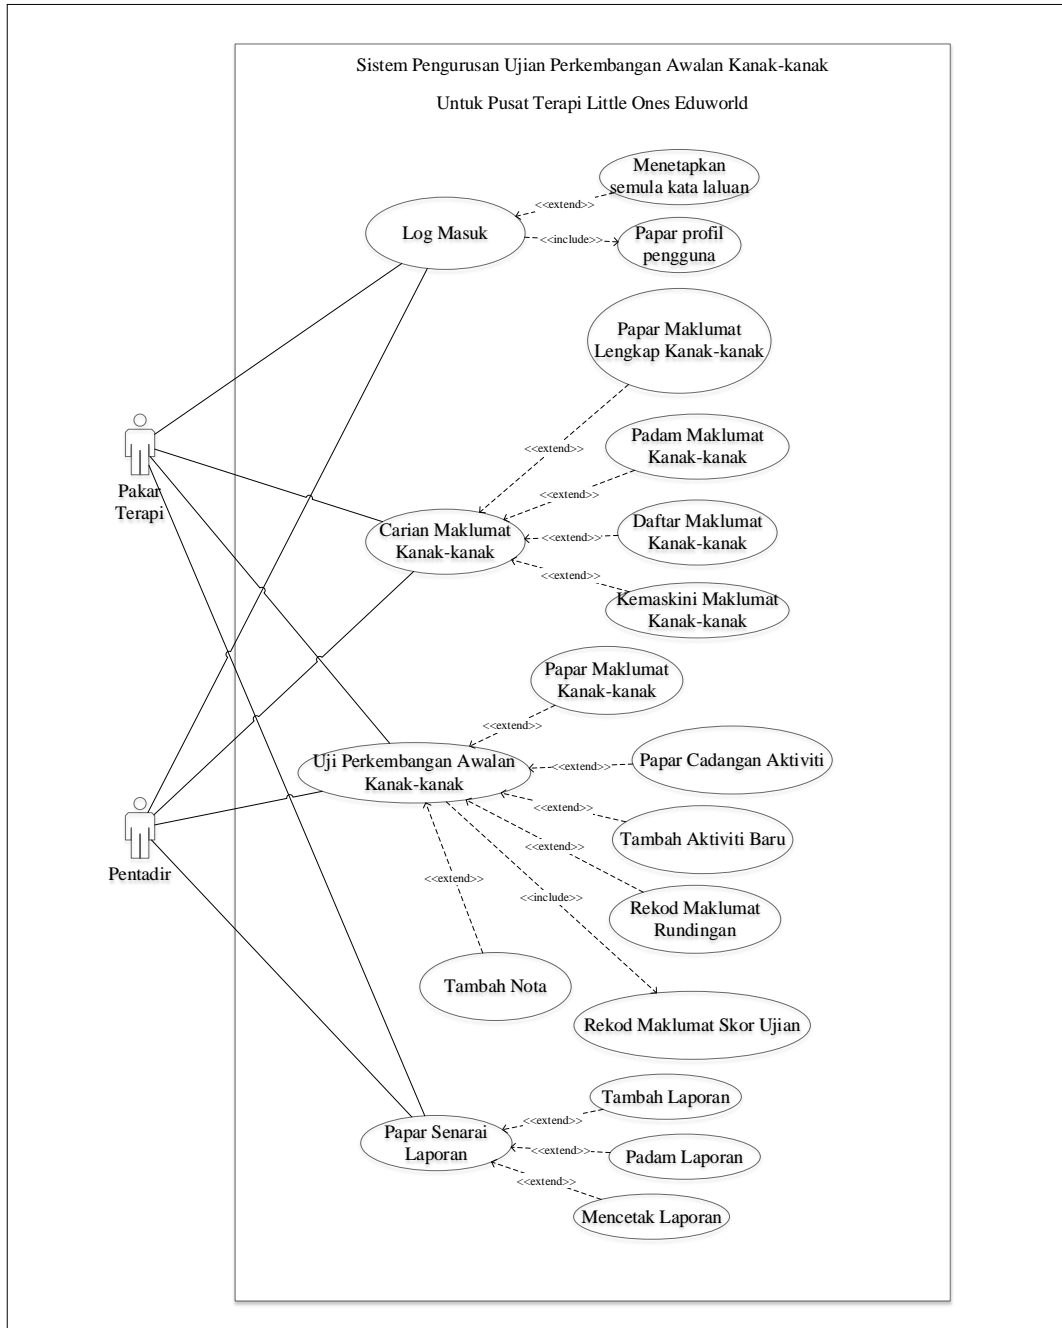 Sistem Pengurusan Ujian Perkembangan Awalan Kanak-kanak
Untuk Pusat Terapi Little Ones Eduworld
Menetapkan
semula kata laluan
<<extend>>
Log Masuk
<<include>>
Papar profil
pengguna
Papar Maklumat
Lengkap Kanak-kanak
<<extend>>
Padam Maklumat
Kanak-kanak
<<extend>>
Pakar
Terapi
Carian Maklumat
Kanak-kanak
<<extend>>
Daftar Maklumat
Kanak-kanak
<<extend>>
Kemaskini Maklumat
Kanak-kanak
Papar Maklumat
Kanak-kanak
<<extend>>
Uji Perkembangan Awalan
Kanak-kanak
<<extend>>
Papar Cadangan Aktiviti
<<extend>>
Tambah Aktiviti Baru
<<extend>>
Pentadir
<<extend>>
<<include>>
Rekod Maklumat
Rundingan
Tambah Nota
Rekod Maklumat Skor Ujian
Tambah Laporan
<<extend>>
Papar Senarai
Laporan
<<extend>>
Padam Laporan
<<extend>>
Mencetak Laporan